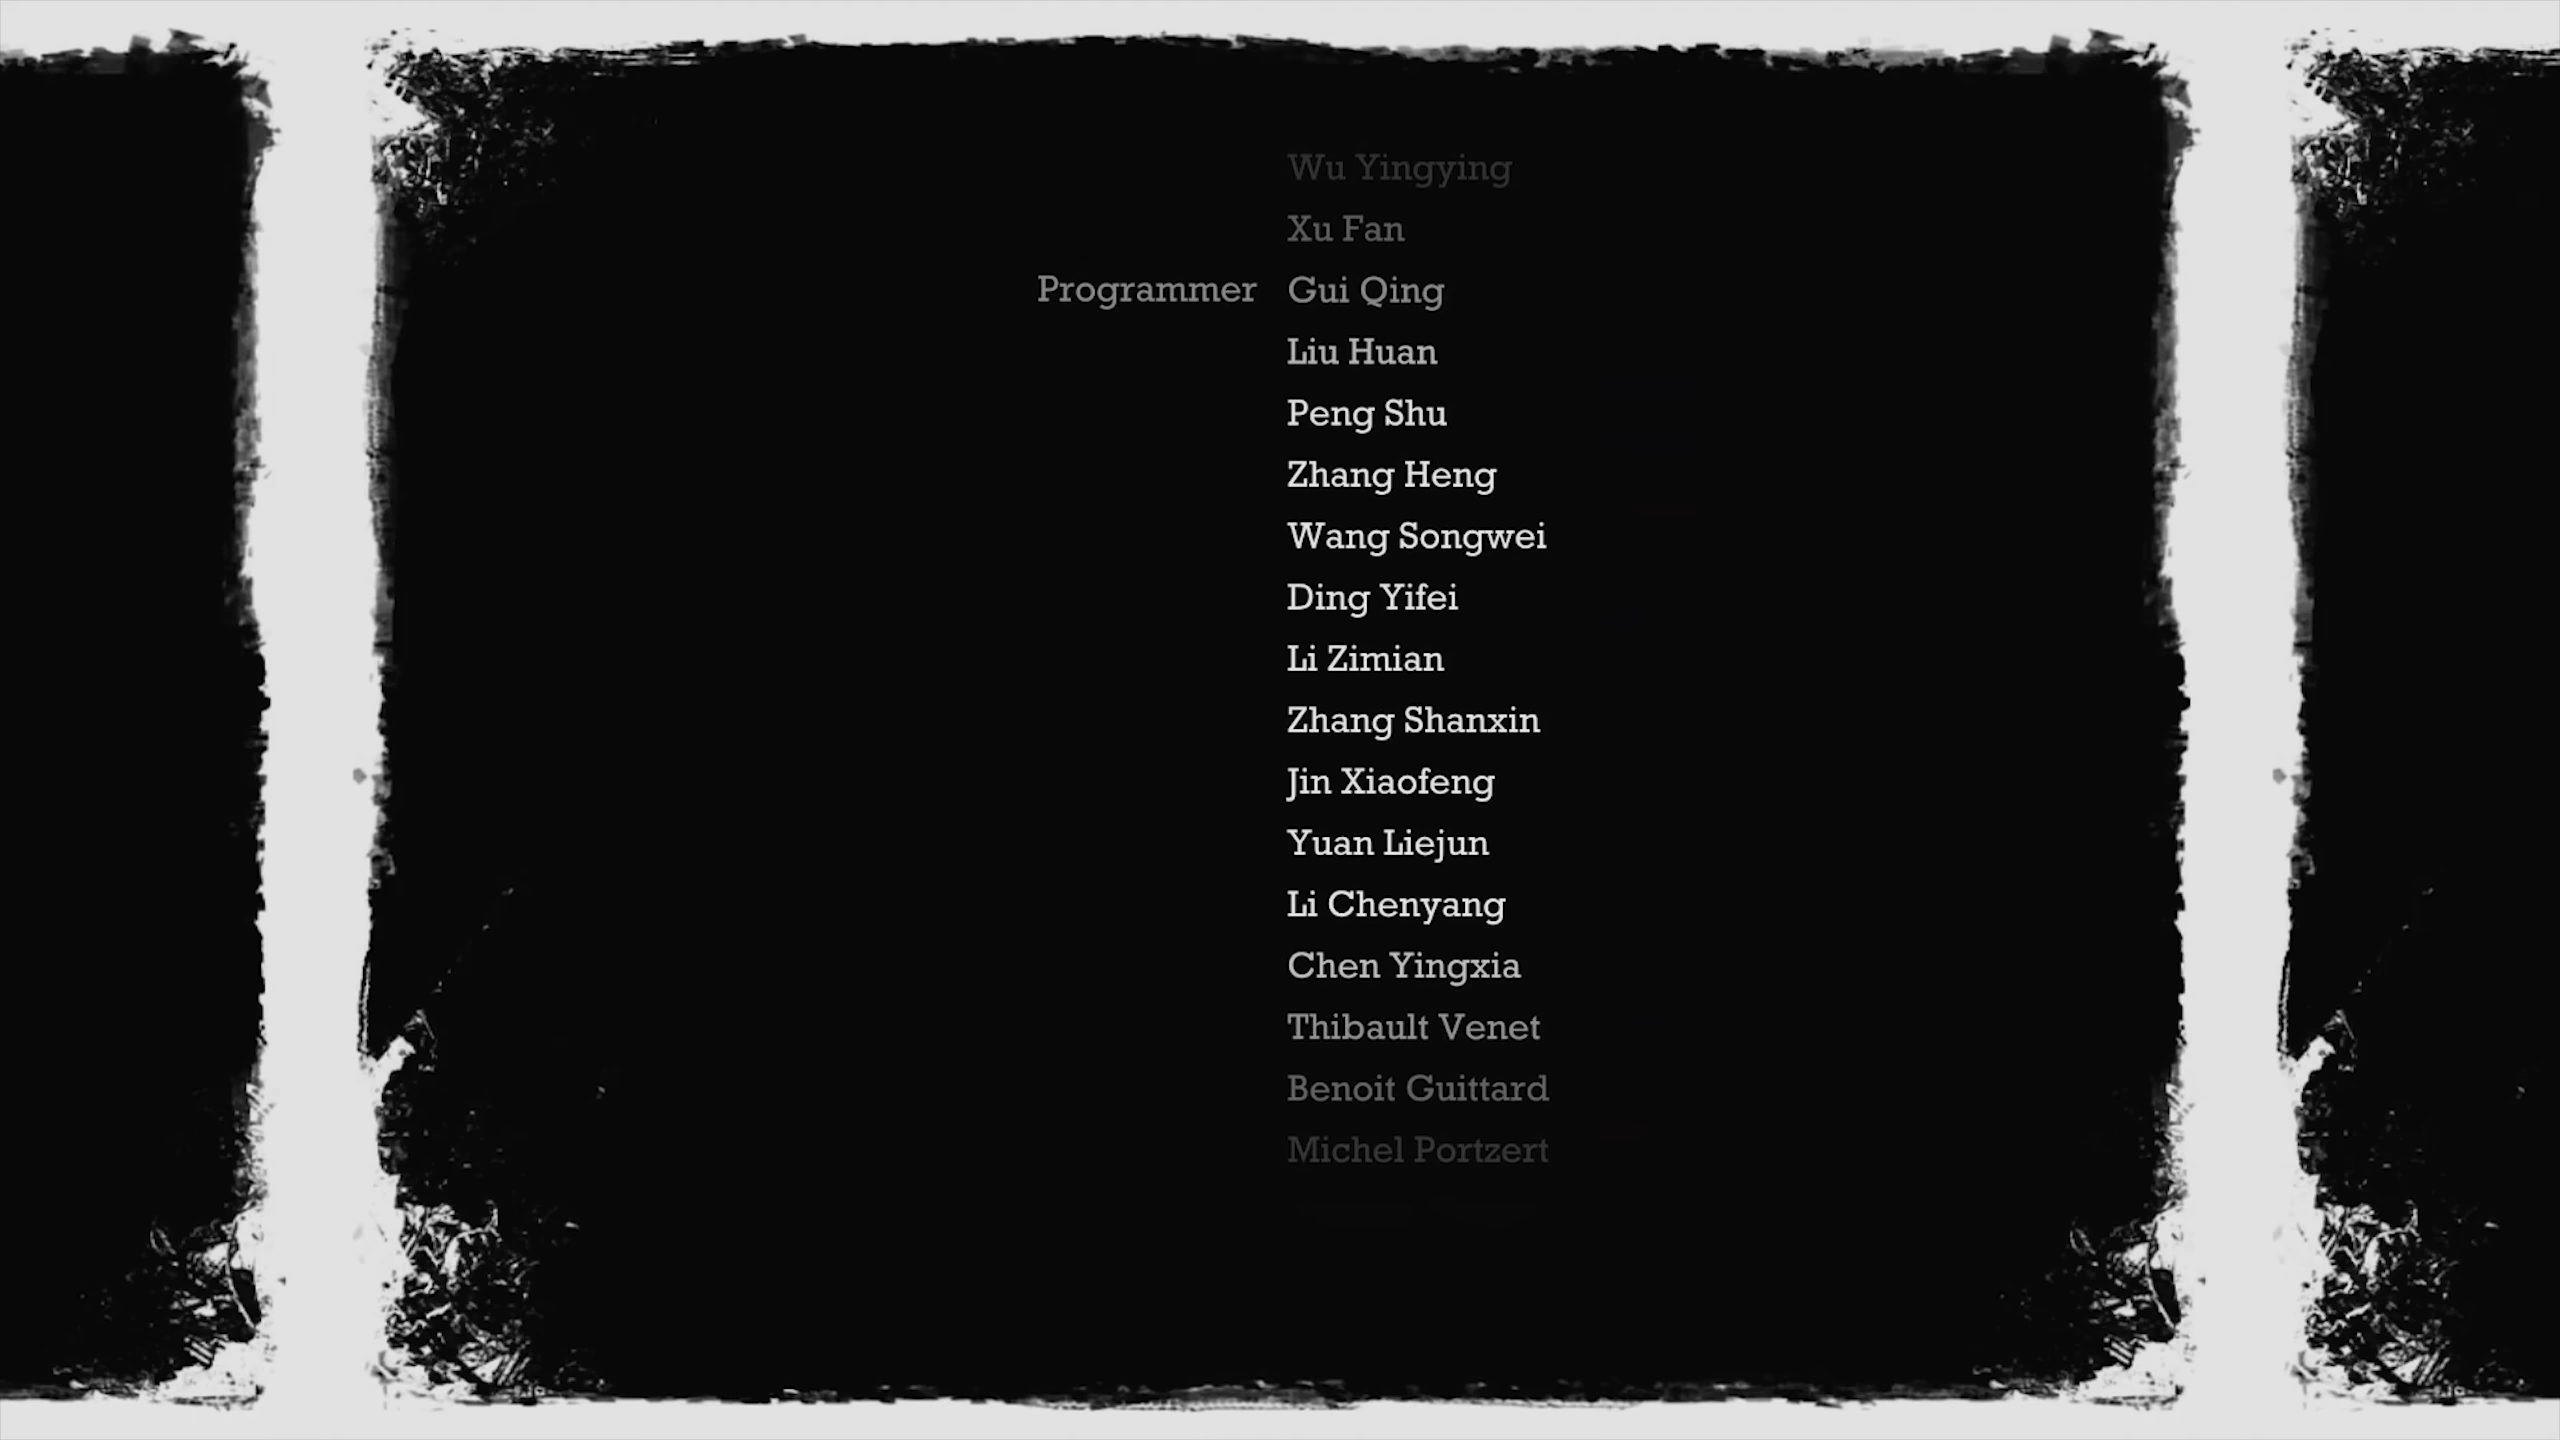 Wu Yingying
Xu Fan
Programmer Gui Qing
Liu Huan
Peng Shu
Zhang Heng
Wang Songwei
Ding Yifei
Li Zimian
Zhang Shanxin
Jin Xiaofeng
Yuan Liejun
Li Chenyang
Chen Yingxia
Thibault Venet
Benoit Guittard
Michel Portzert